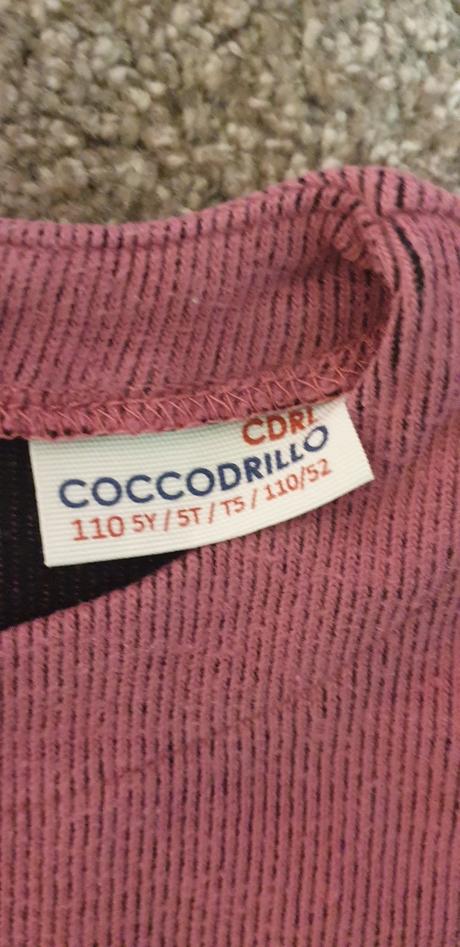 CDRL
COCCODRILLO
110 5Y / 5T / T5 / 110/52